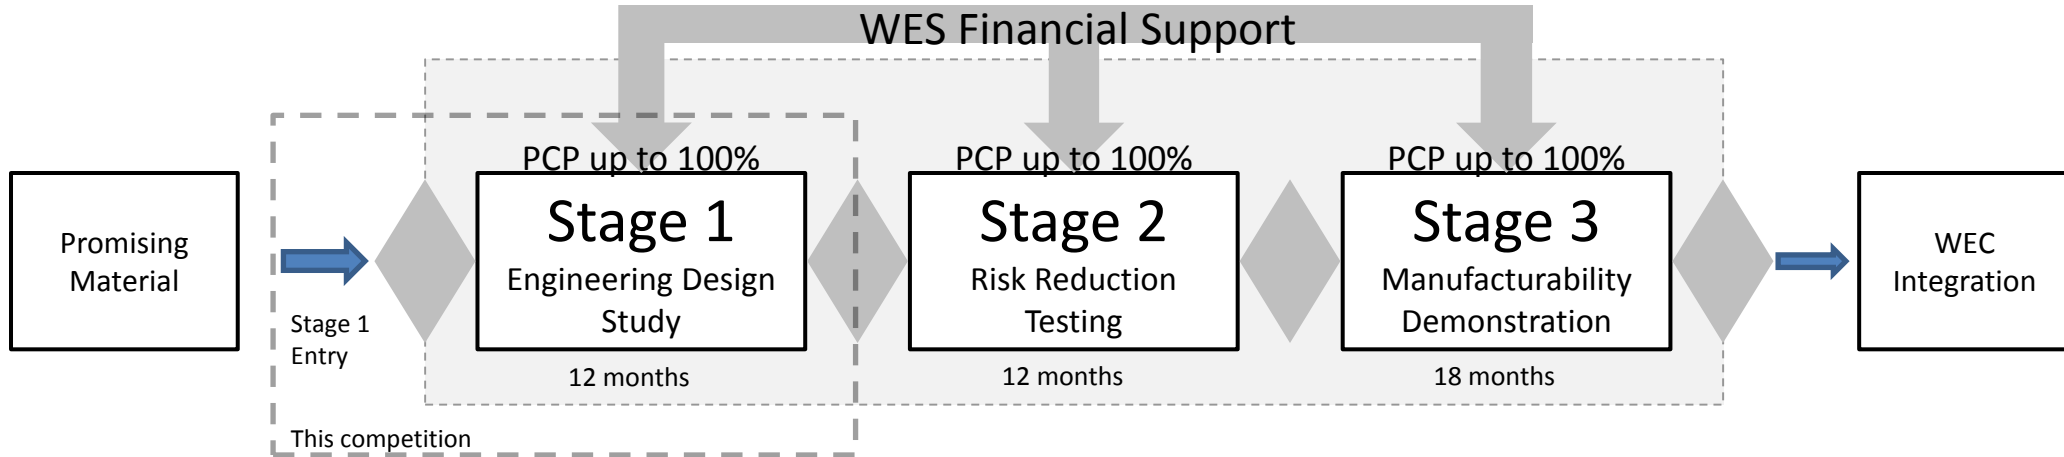 WES Financial Support
Promising
Material
Stage 1
Entry
This competition
PCP up to 100%
Stage 1
Engineering Design
Study
12 months
PCP up to 100%
Stage 2
Risk Reduction
Testing
12 months
PCP up to 100%
Stage 3
Manufacturability
Demonstration
18 months
WEC
Integration